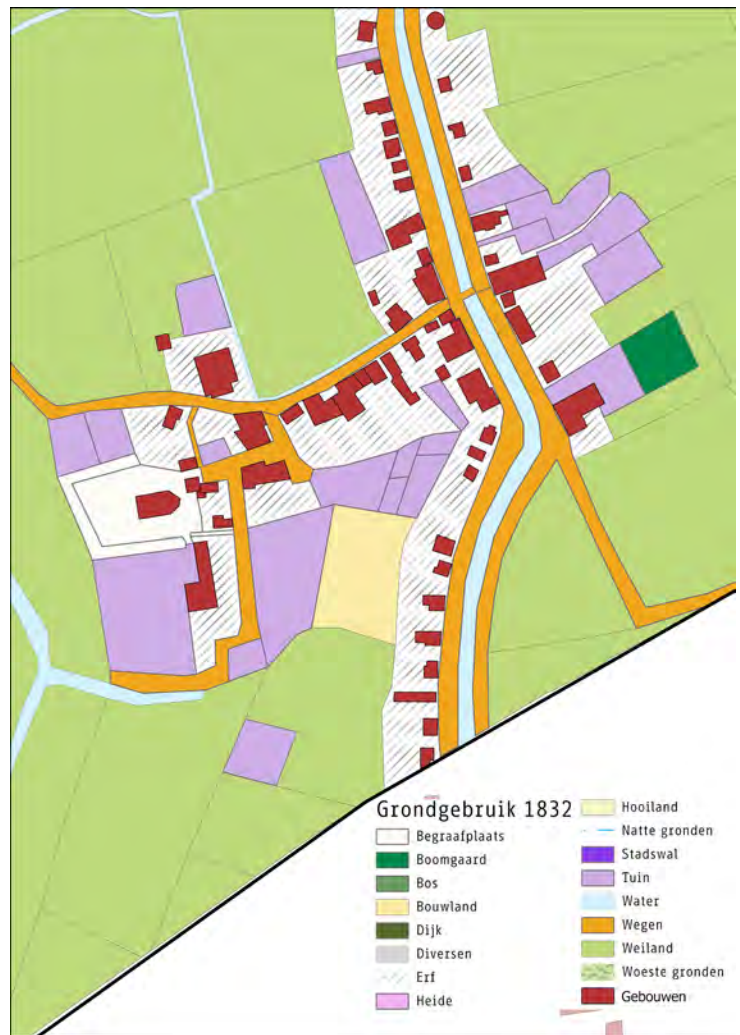 Grondgebruik 1832
Begraafplaats
Boomgaard
Bos
Bouwland
Dijk
Diversen
Erf
Heide
Hooiland
Natte gronden
Stadswal
Tuin
Water
Wegen
Weiland
Woeste gronden
Gebouwen